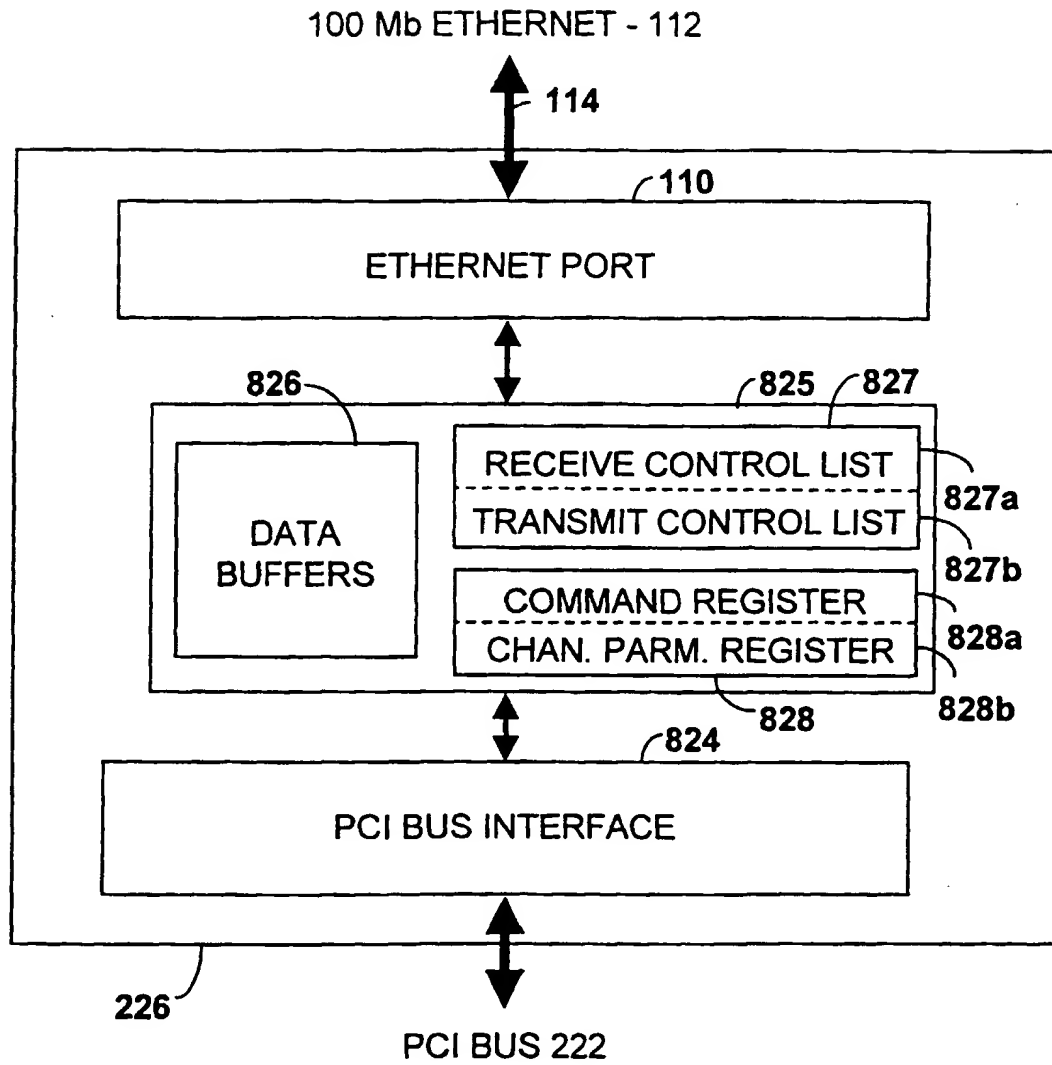 100 Mb ETHERNET - 112
114
110
ETHERNET PORT
826
825
827
DATA
BUFFERS
RECEIVE CONTROL LIST
827a
TRANSMIT CONTROL LIST
827b
COMMAND REGISTER
828a
CHAN. PARM. REGISTER
828b
828
824
PCI BUS INTERFACE
226
PCI BUS 222